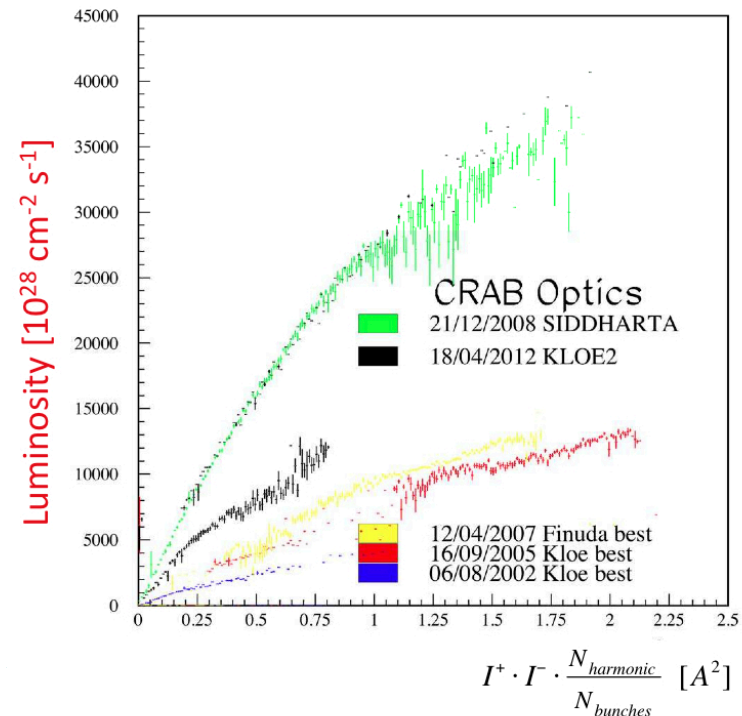 45000
40000
35000
30000
25000
20000
15000
10000
5000
0
Luminosity [10²⁸ cm⁻² s⁻¹]
CRAB Optics
21/12/2008 SIDDHARTA
18/04/2012 KLOE2
12/04/2007 Finuda best
16/09/2005 Kloe best
06/08/2002 Kloe best
0 0.25 0.5 0.75 1 1.25 1.5 1.75 2 2.25 2.5
I⁺ · I⁻ · N_harmonic / N_bunches [A²]